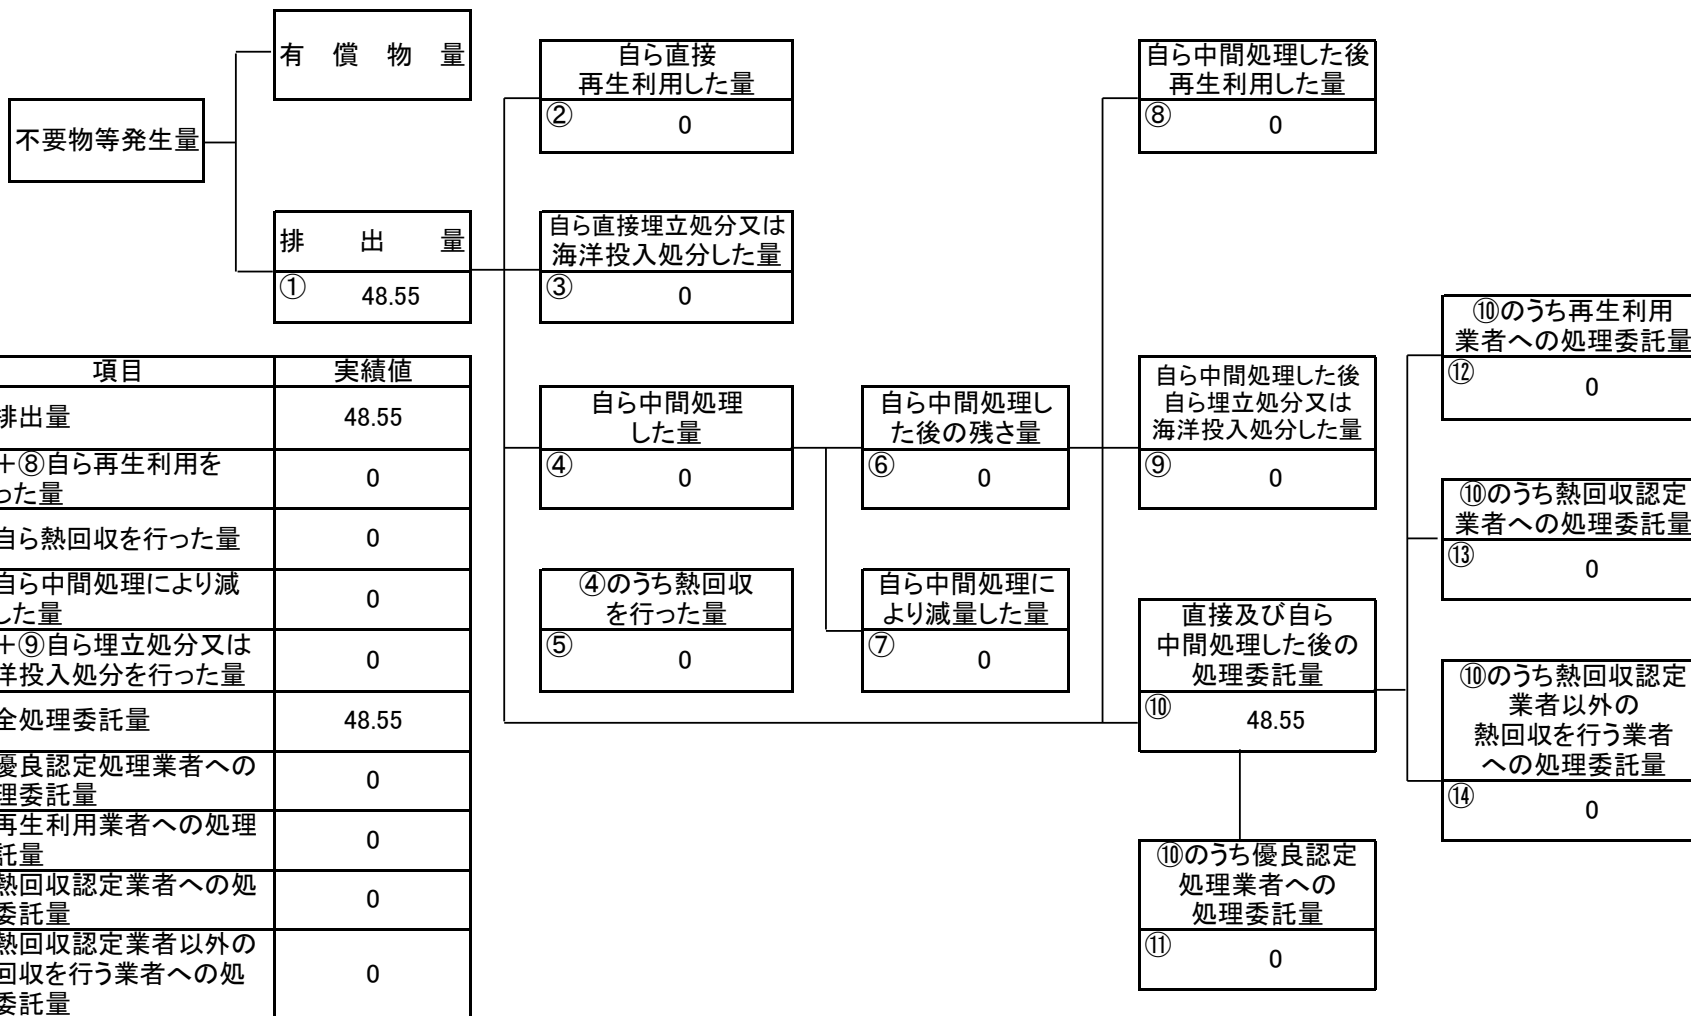 不要物等発生量
有償物量
排出量
①
48.55
自ら直接
再生利用した量
②
0
自ら直接埋立処分又は
海洋投入処分した量
③
0
自ら中間処理
した量
④
0
④のうち熱回収
を行った量
⑤
0
自ら中間処理し
た後の残さ量
⑥
0
自ら中間処理に
より減量した量
⑦
0
自ら中間処理した後
再生利用した量
⑧
0
自ら中間処理した後
自ら埋立処分又は
海洋投入処分した量
⑨
0
直接及び自ら
中間処理した後の
処理委託量
⑩
48.55
⑩のうち優良認定
処理業者への
処理委託量
⑪
0
⑩のうち再生利用
業者への処理委託量
⑫
0
⑩のうち熱回収認定
業者への処理委託量
⑬
0
⑩のうち熱回収認定
業者以外の
熱回収を行う業者
への処理委託量
⑭
0
項目 実績値
排出量 48.55
+⑧自ら再生利用を
った量 0
自ら熱回収を行った量 0
自ら中間処理により減
した量 0
+⑨自ら埋立処分又は
洋投入処分を行った量 0
全処理委託量 48.55
優良認定処理業者への
理委託量 0
再生利用業者への処理
託量 0
熱回収認定業者への処
委託量 0
熱回収認定業者以外の
回収を行う業者への処
委託量 0